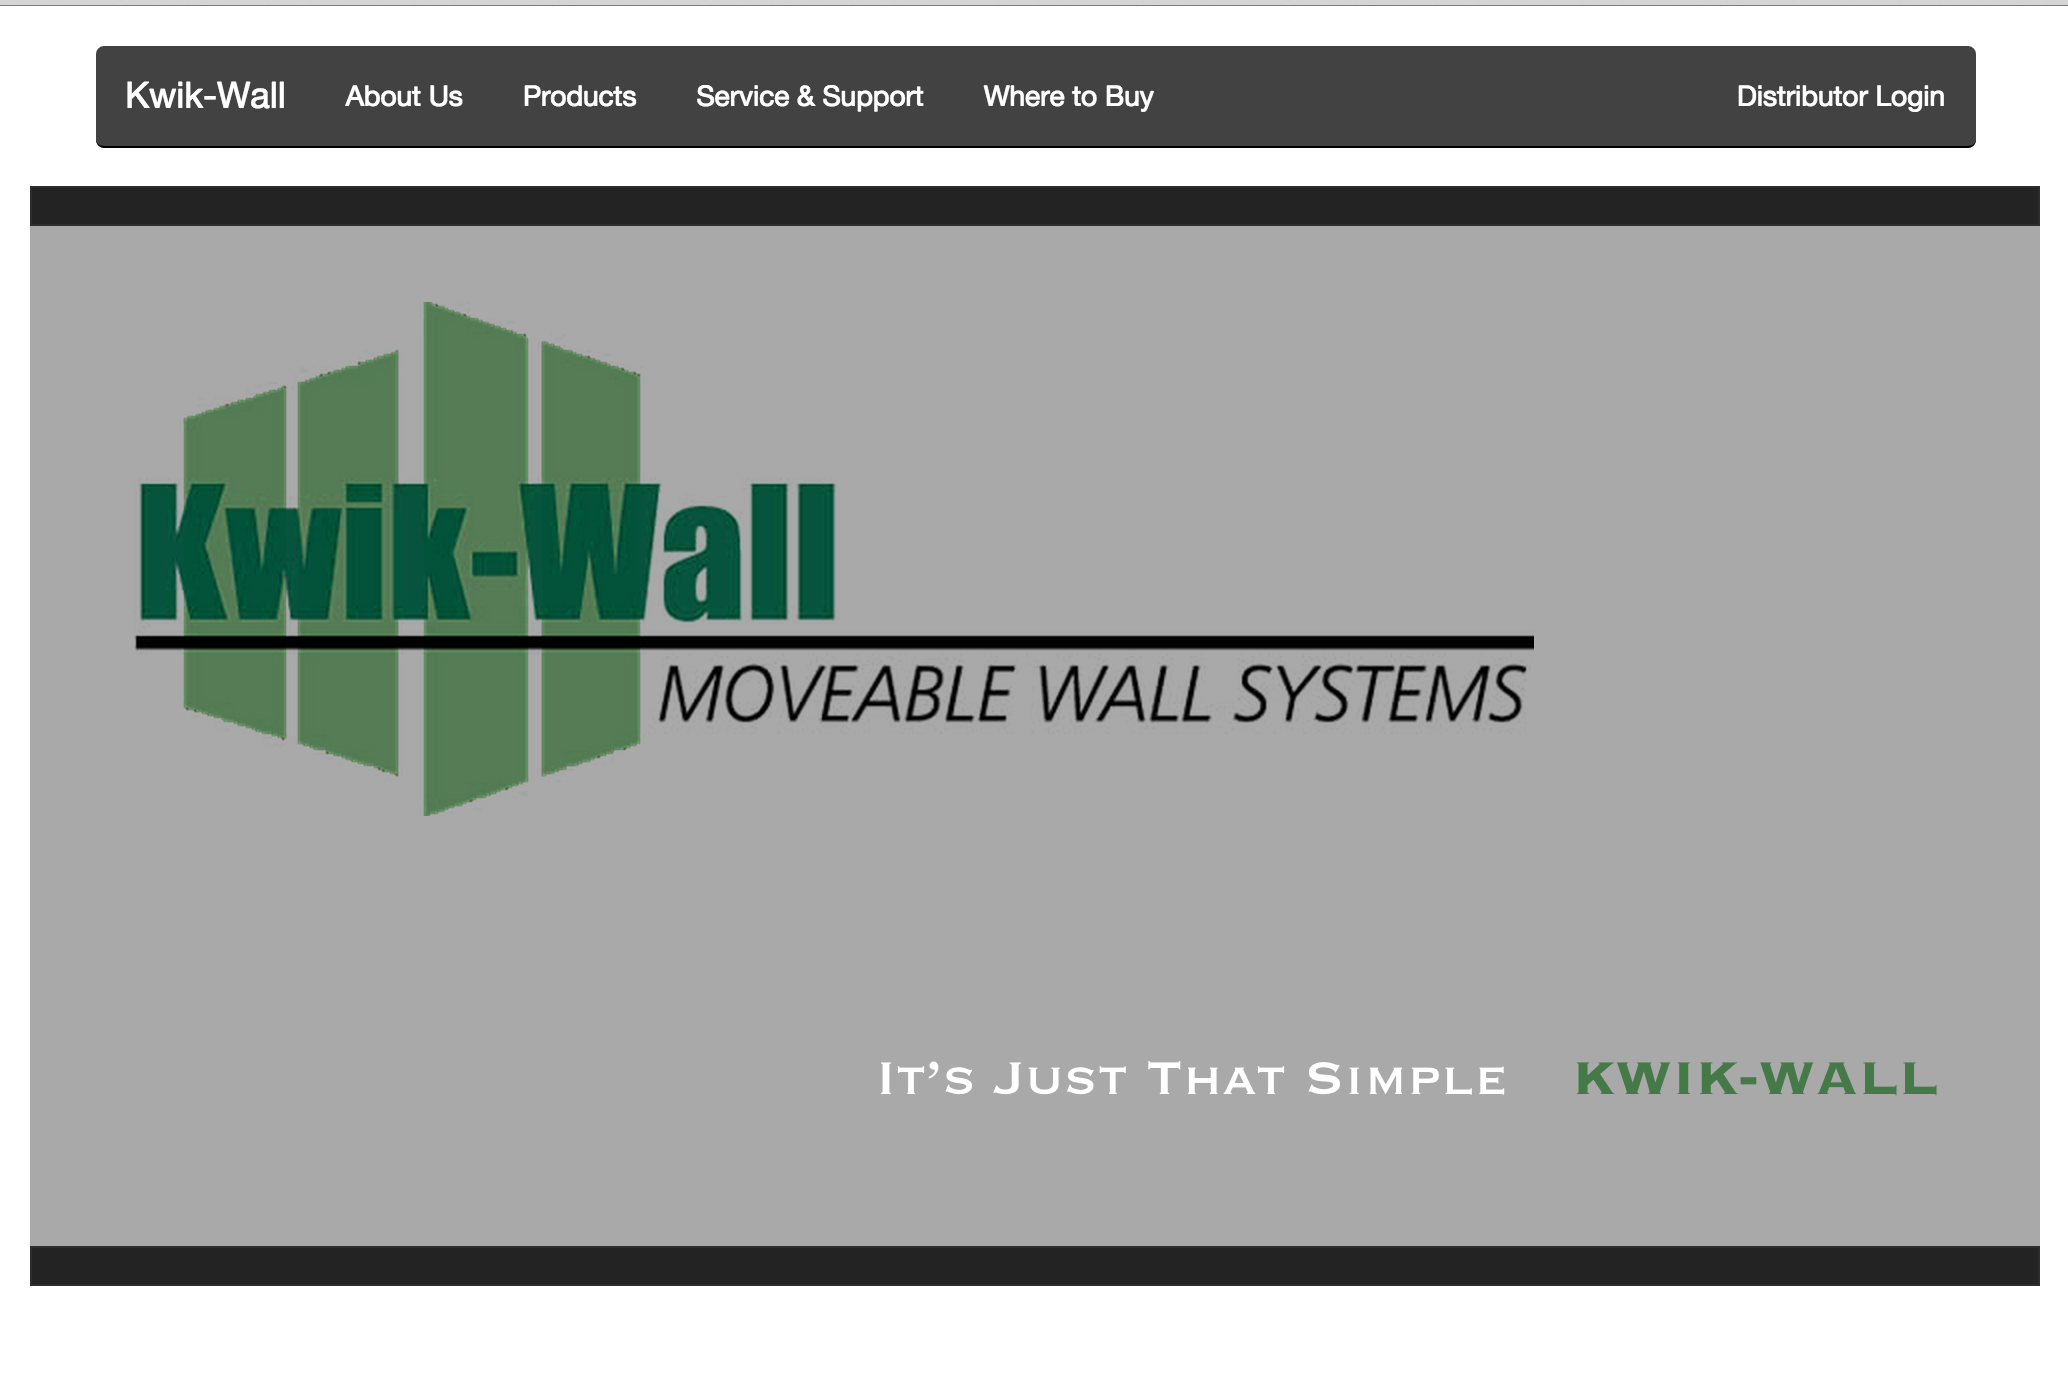 Kwik-Wall About Us Products Service & Support Where to Buy Distributor Login
Kwik-Wall
MOVEABLE WALL SYSTEMS
It’s Just That Simple KWIK-WALL